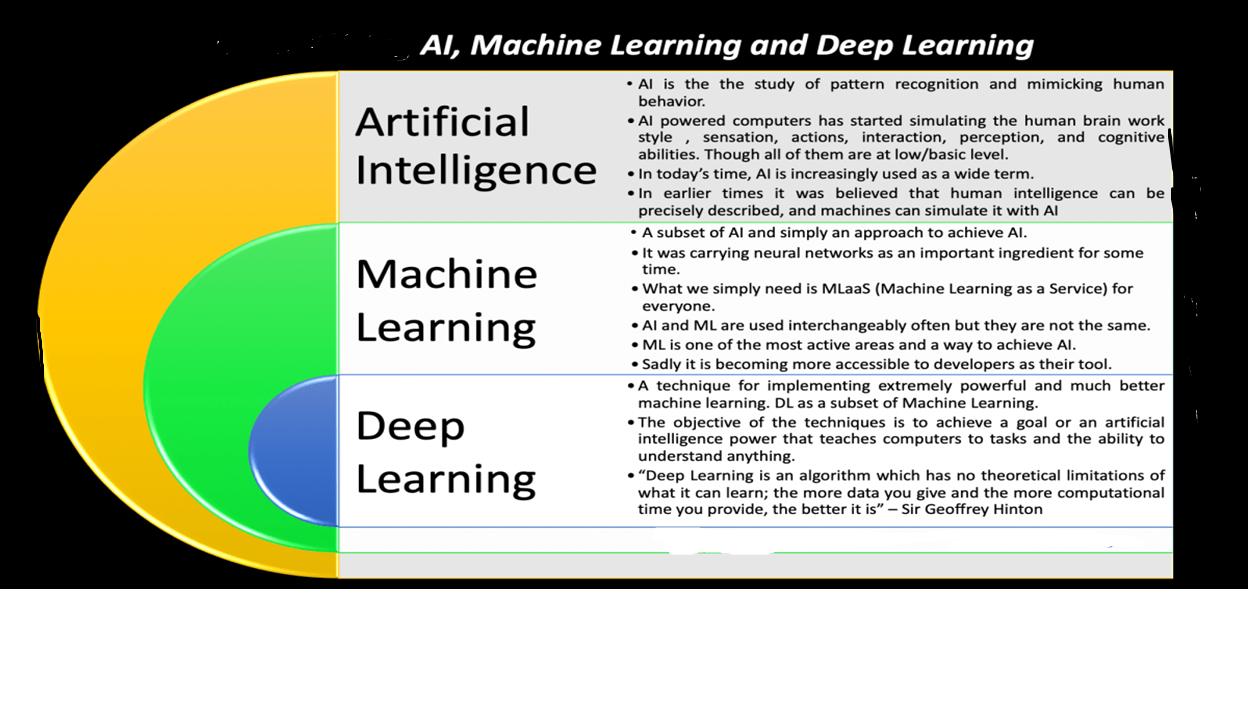 AI, Machine Learning and Deep Learning
Artificial
Intelligence
• AI is the the study of pattern recognition and mimicking human
behavior.
• AI powered computers has started simulating the human brain work
style , sensation, actions, interaction, perception, and cognitive
abilities. Though all of them are at low/basic level.
• In today's time, AI is increasingly used as a wide term.
• In earlier times it was believed that human intelligence can be
precisely described, and machines can simulate it with AI
Machine
Learning
• A subset of AI and simply an approach to achieve AI.
• It was carrying neural networks as an important ingredient for some
time.
• What we simply need is MLaaS (Machine Learning as a Service) for
everyone.
• AI and ML are used interchangeably often but they are not the same.
• ML is one of the most active areas and a way to achieve AI.
• Sadly it is becoming more accessible to developers as their tool.
Deep
Learning
• A technique for implementing extremely powerful and much better
machine learning. DL as a subset of Machine Learning.
• The objective of the techniques is to achieve a goal or an artificial
intelligence power that teaches computers to tasks and the ability to
understand anything.
• “Deep Learning is an algorithm which has no theoretical limitations of
what it can learn; the more data you give and the more computational
time you provide, the better it is” – Sir Geoffrey Hinton